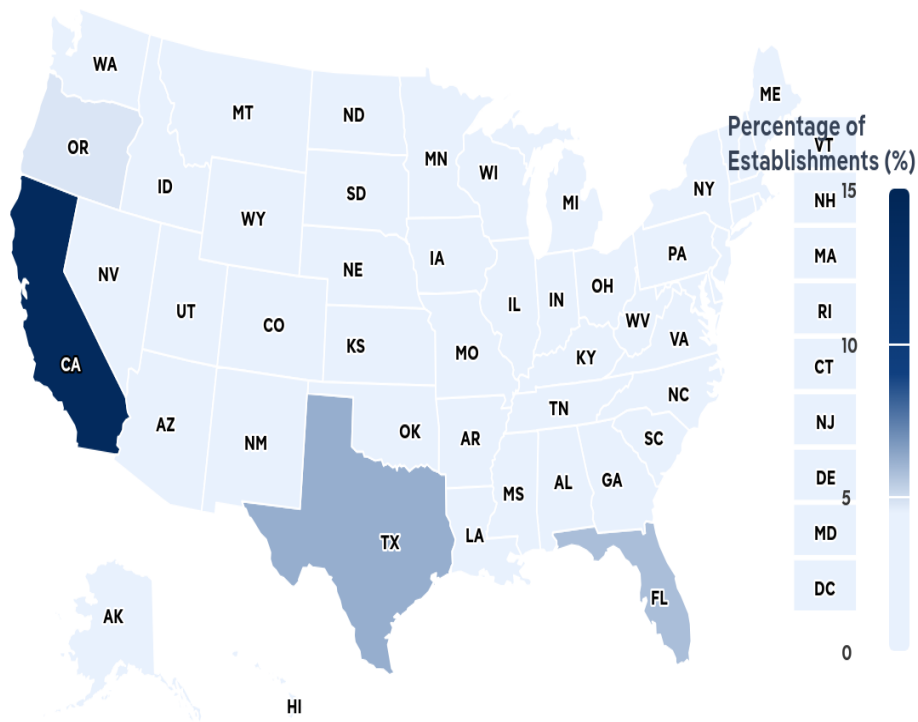 WA
MT
ND
ME
OR
MN
Percentage of
Establishments (%)
VT
ID
WI
SD
NY
MI
NH
15
WY
NV
NE
IA
PA
MA
UT
CO
IL
IN
OH
RI
WV
VA
KS
MO
KY
10
CA
CT
NC
TN
AZ
NM
OK
AR
SC
NJ
MS
AL
GA
DE
5
TX
LA
MD
FL
DC
AK
0
HI